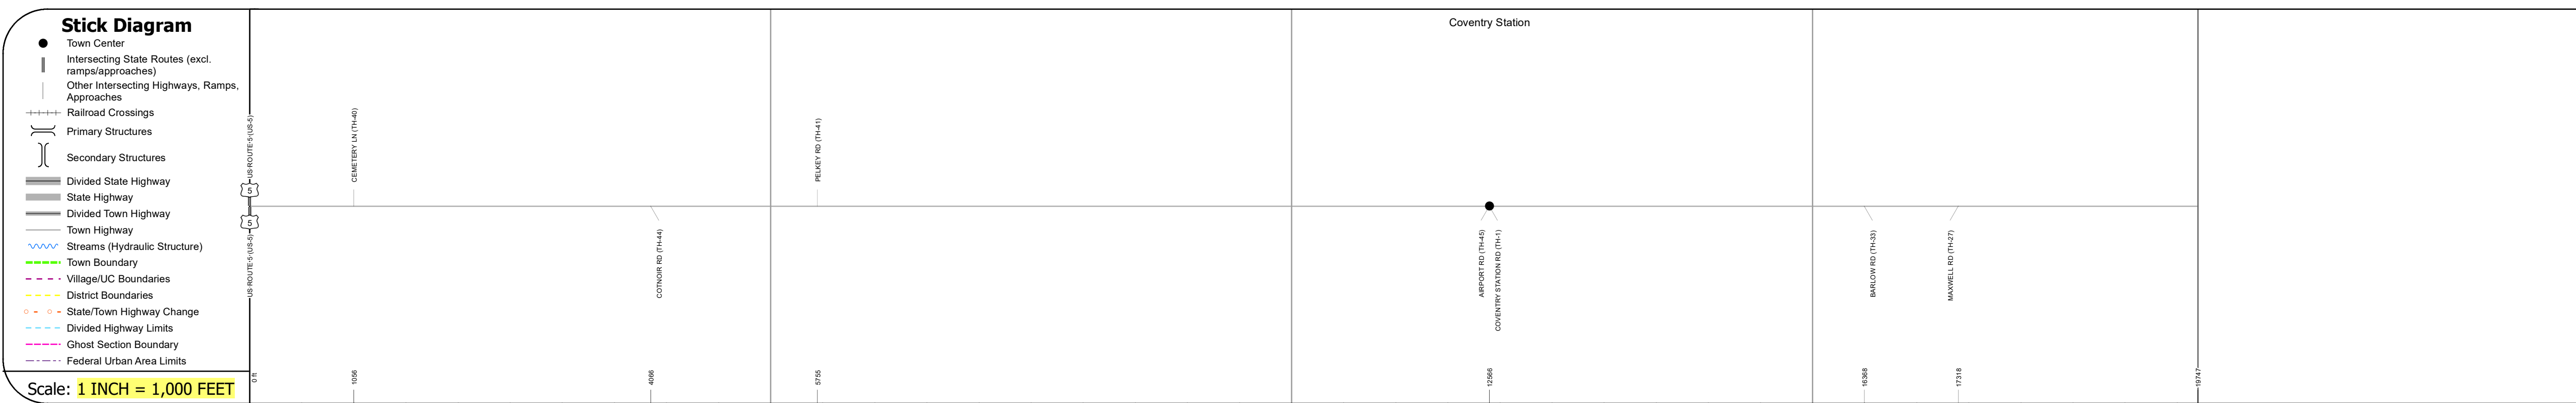 Stick Diagram
Town Center
Intersecting State Routes (excl.
ramps/approaches)
Other Intersecting Highways, Ramps,
Approaches
Railroad Crossings
Primary Structures
Secondary Structures
Divided State Highway
State Highway
Divided Town Highway
Town Highway
Streams (Hydraulic Structure)
Town Boundary
Village/UC Boundaries
District Boundaries
State/Town Highway Change
Divided Highway Limits
Ghost Section Boundary
Federal Urban Area Limits
Scale: 1 INCH = 1,000 FEET
Coventry Station
US ROUTE 5 (US-5)
5
5
US ROUTE 5 (US-5)
CEMETERY LN (TH-40)
COTNOIR RD (TH-44)
PELKEY RD (TH-41)
AIRPORT RD (TH-45)
COVENTRY STATION RD (TH-1)
BARLOW RD (TH-33)
MAXWELL RD (TH-27)
0 ft
1056
4066
5755
12566
16368
17318
19747